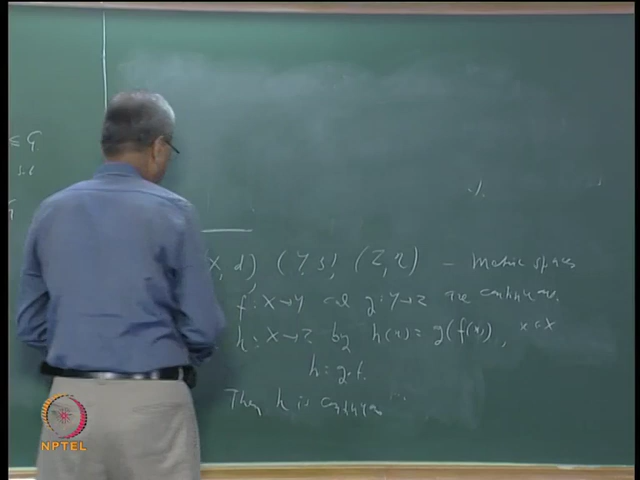 ⊆ G
s.t
X, d) (Y, s), (Z, η) – Metric spaces
f: X→Y and g: Y→Z are continuous.
h: X→Z by h(x) = g(f(x)), x∈X
h = g∘f.
Then h is continuous
NPTEL